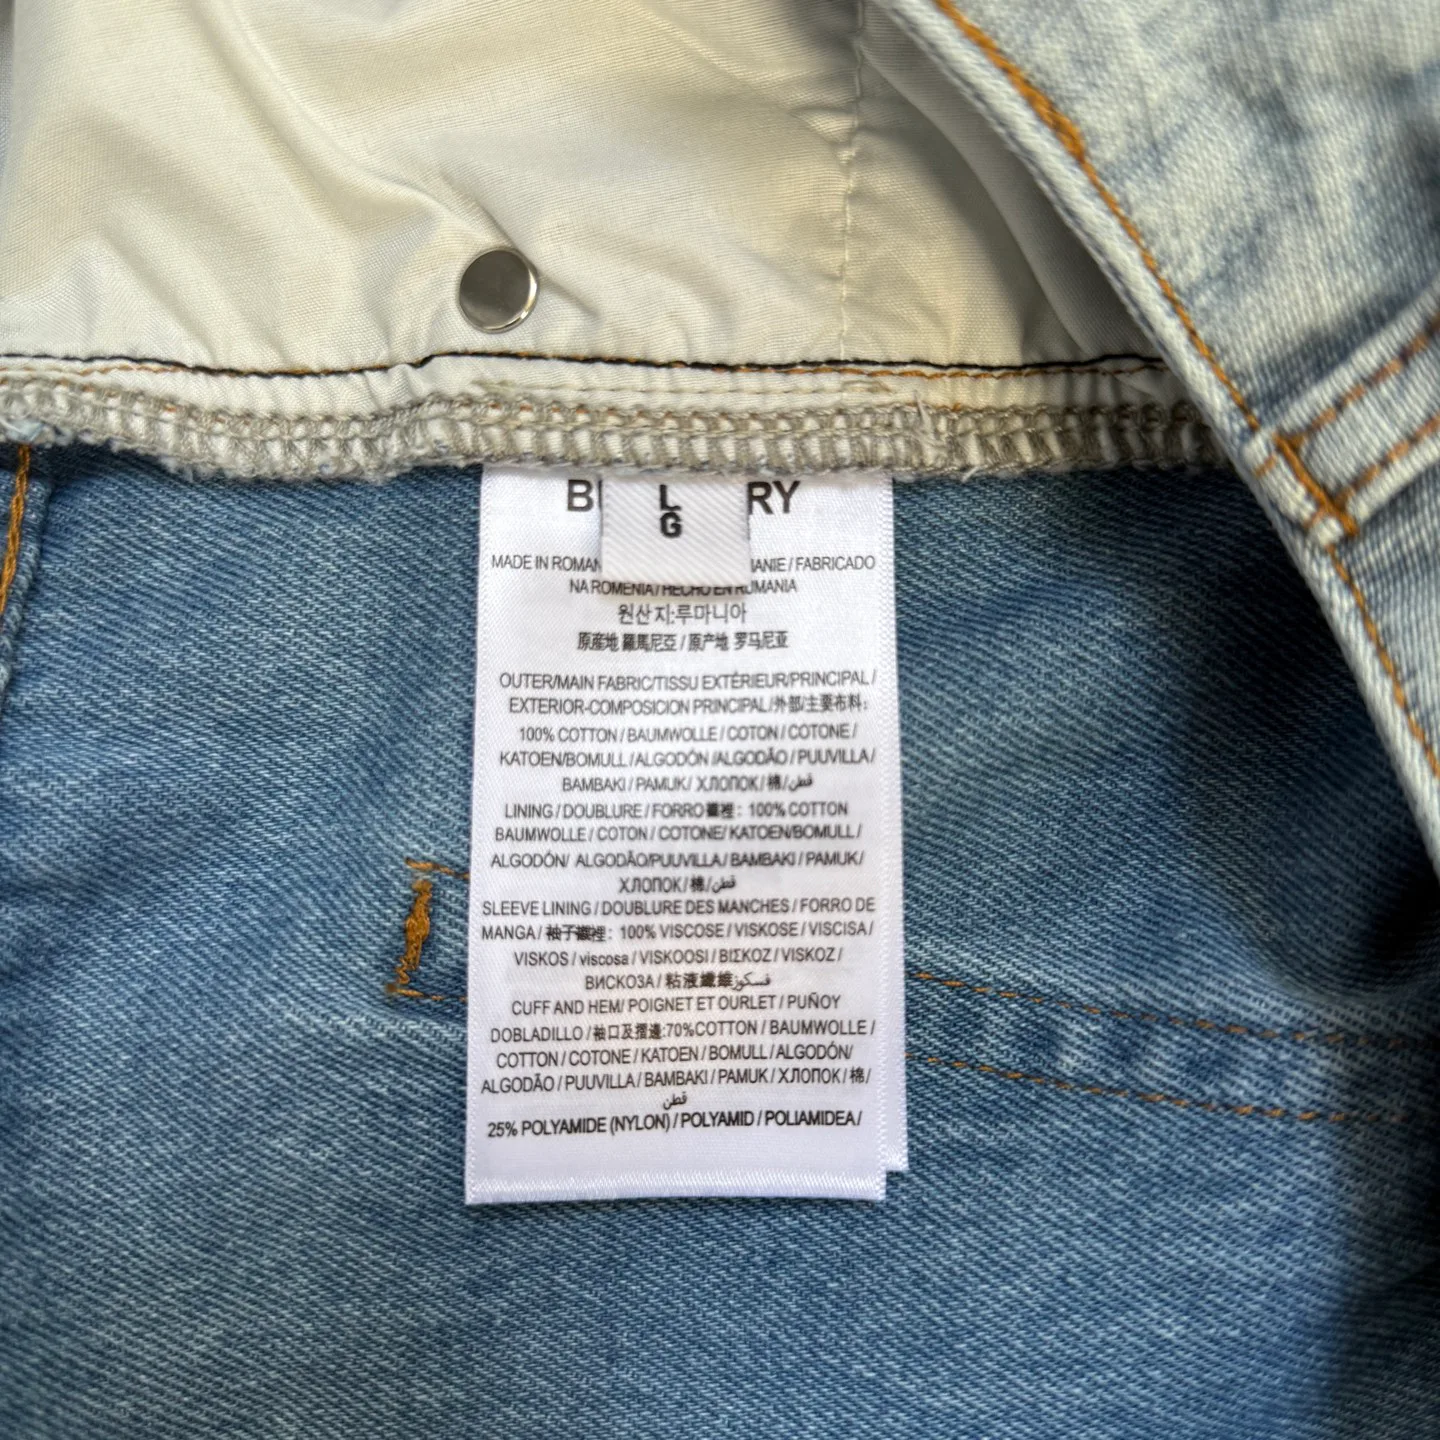 B L RY
G
MADE IN ROMAN ANIE / FABRICADO
NA ROMENIA / HECHO EN RUMANIA
원산지:루마니아
原産地 羅馬尼亞 / 原产地 罗马尼亚
OUTER/MAIN FABRIC/TISSU EXTÉRIEUR/PRINCIPAL /
EXTERIOR-COMPOSICION PRINCIPAL/外部/主要布料:
100% COTTON / BAUMWOLLE / COTON / COTONE /
KATOEN/BOMULL / ALGODÓN /ALGODÃO / PUUVILLA /
BAMBAKI / PAMUK / ХЛОПОК / 棉 / قطن
LINING / DOUBLURE / FORRO襯裡: 100% COTTON
BAUMWOLLE / COTON / COTONE/ KATOEN/BOMULL /
ALGODÓN/ ALGODÃO/PUUVILLA / BAMBAKI / PAMUK /
ХЛОПОК / 棉 / قطن
SLEEVE LINING / DOUBLURE DES MANCHES / FORRO DE
MANGA / 袖子襯裡: 100% VISCOSE / VISKOSE / VISCISA /
VISKOS / viscosa / VISKOOSI / ΒΙΣΚΟΖ / VISKOZ /
ВИСКОЗА / 粘液纖維 فسكوز
CUFF AND HEM/ POIGNET ET OURLET / PUÑOY
DOBLADILLO / 袖口及摺邊:70%COTTON / BAUMWOLLE /
COTTON / COTONE / KATOEN / BOMULL / ALGODÓN/
ALGODÃO / PUUVILLA / BAMBAKI / PAMUK / ХЛОПОК / 棉 /
قطن
25% POLYAMIDE (NYLON) / POLYAMID / POLIAMIDEA /